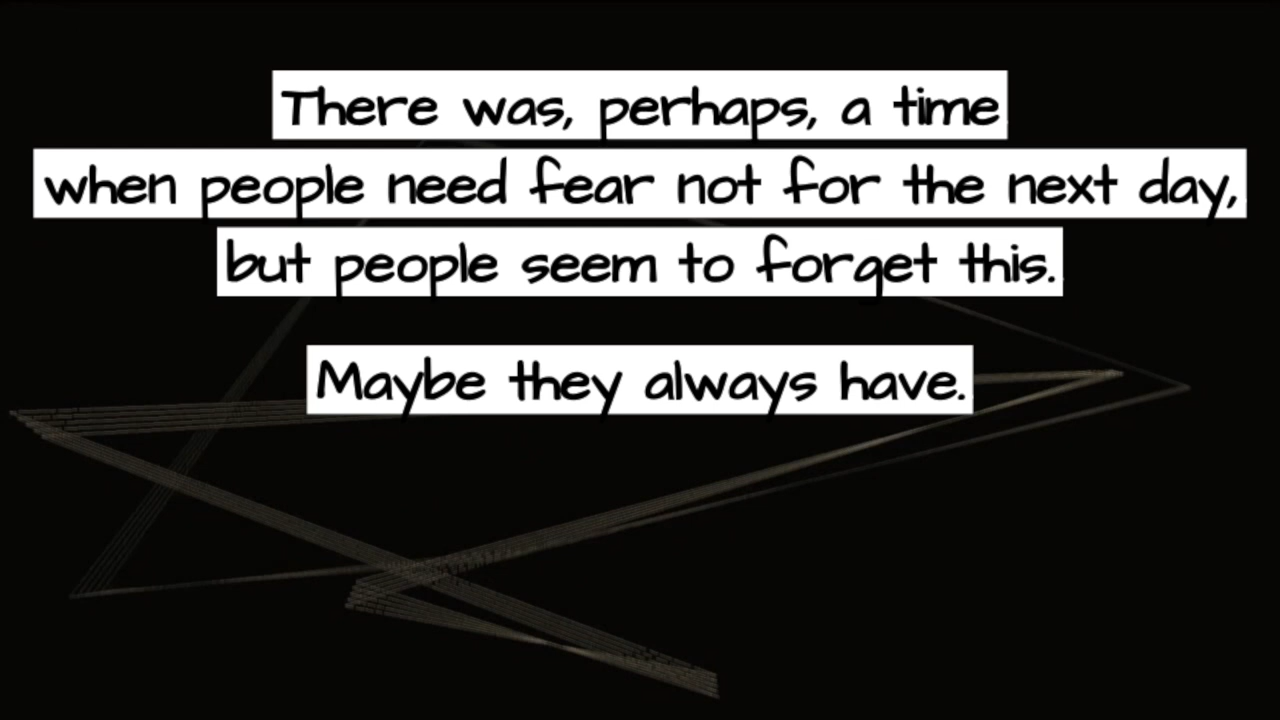 There was, perhaps, a time
when people need fear not for the next day,
but people seem to forget this.
Maybe they always have.